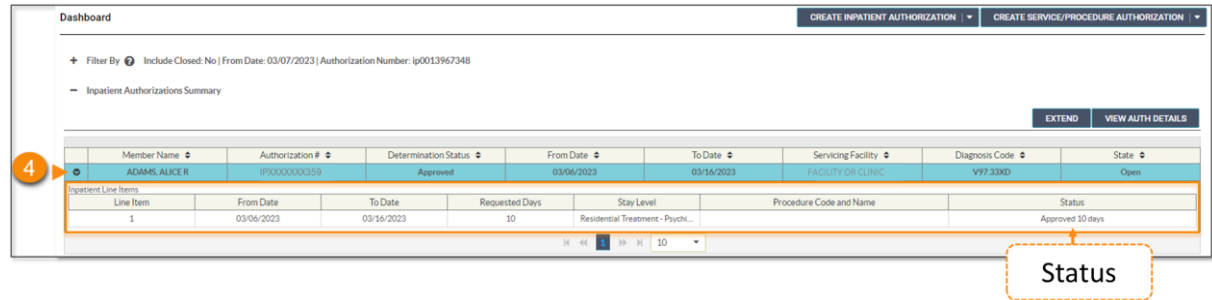 Dashboard
CREATE INPATIENT AUTHORIZATION
CREATE SERVICE/PROCEDURE AUTHORIZATION
+ Filter By ? Include Closed: No | From Date: 03/07/2023 | Authorization Number: ip0013967348
− Inpatient Authorizations Summary
EXTEND
VIEW AUTH DETAILS
Member Name Authorization # Determination Status From Date To Date Servicing Facility Diagnosis Code State
4
ADAMS, ALICE R IPX0000000X359 Approved 03/06/2023 03/16/2023 FACILITY OR CLINIC V97.33XD Open
Inpatient Line Items
Line Item From Date To Date Requested Days Stay Level Procedure Code and Name Status
1 03/06/2023 03/16/2023 10 Residential Treatment - Psychi... Approved 10 days
1 10
Status